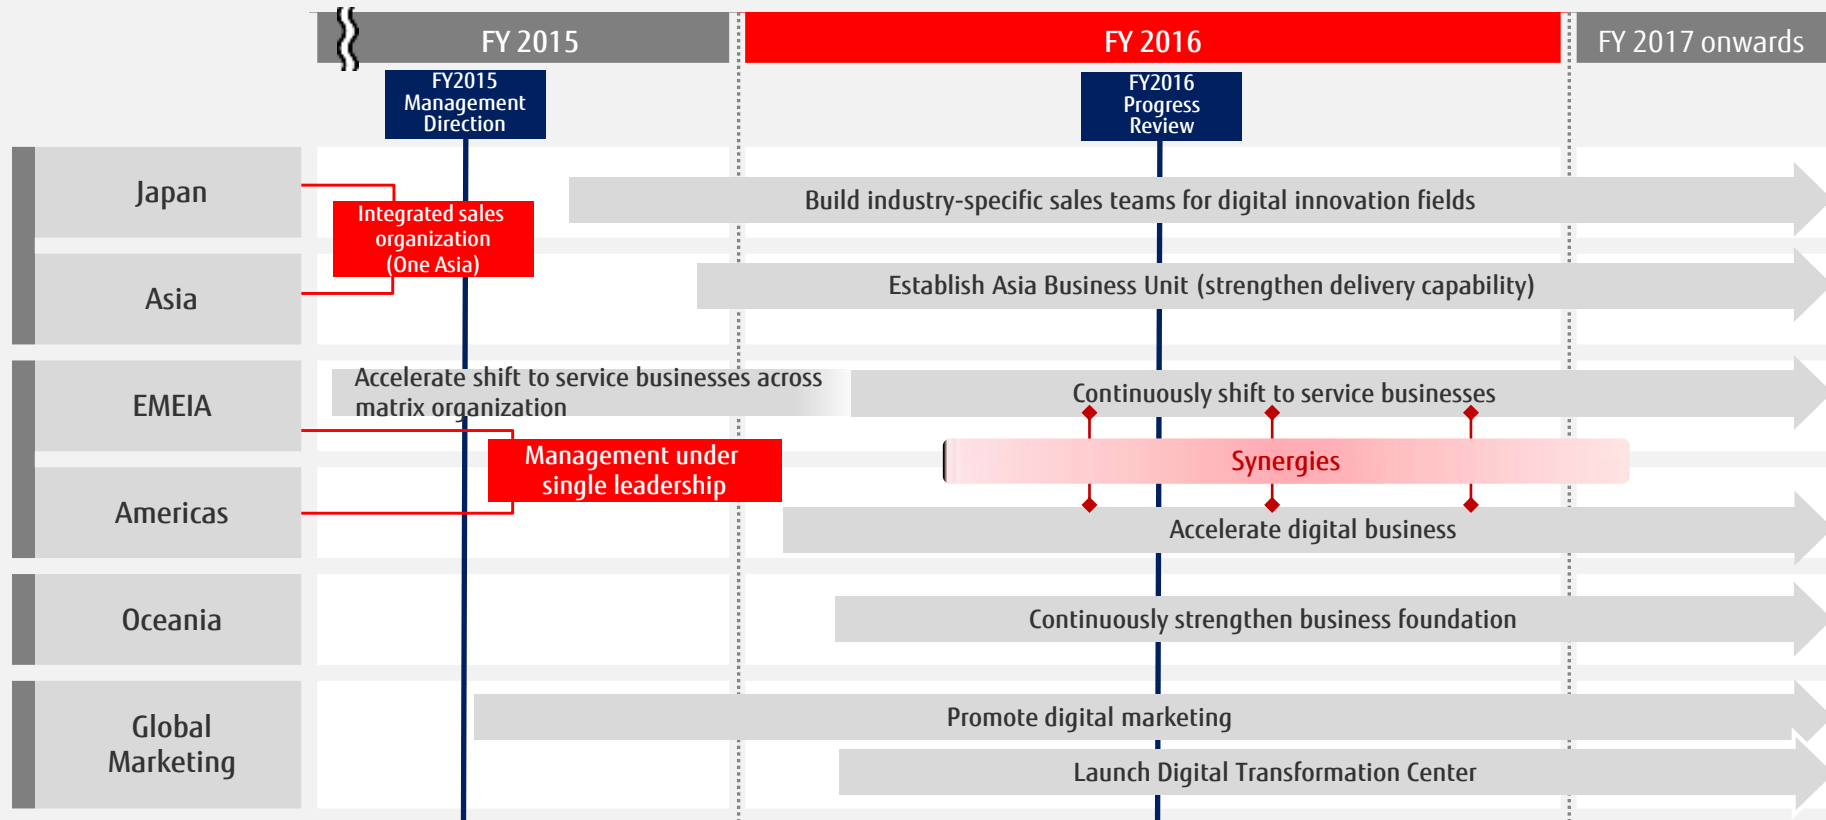 FY 2015
FY 2016
FY 2017 onwards
FY2015
Management
Direction
FY2016
Progress
Review
Japan
Integrated sales
organization
(One Asia)
Build industry-specific sales teams for digital innovation fields
Asia
Establish Asia Business Unit (strengthen delivery capability)
EMEIA
Accelerate shift to service businesses across
matrix organization
Continuously shift to service businesses
Management under
single leadership
Synergies
Americas
Accelerate digital business
Oceania
Continuously strengthen business foundation
Global
Marketing
Promote digital marketing
Launch Digital Transformation Center